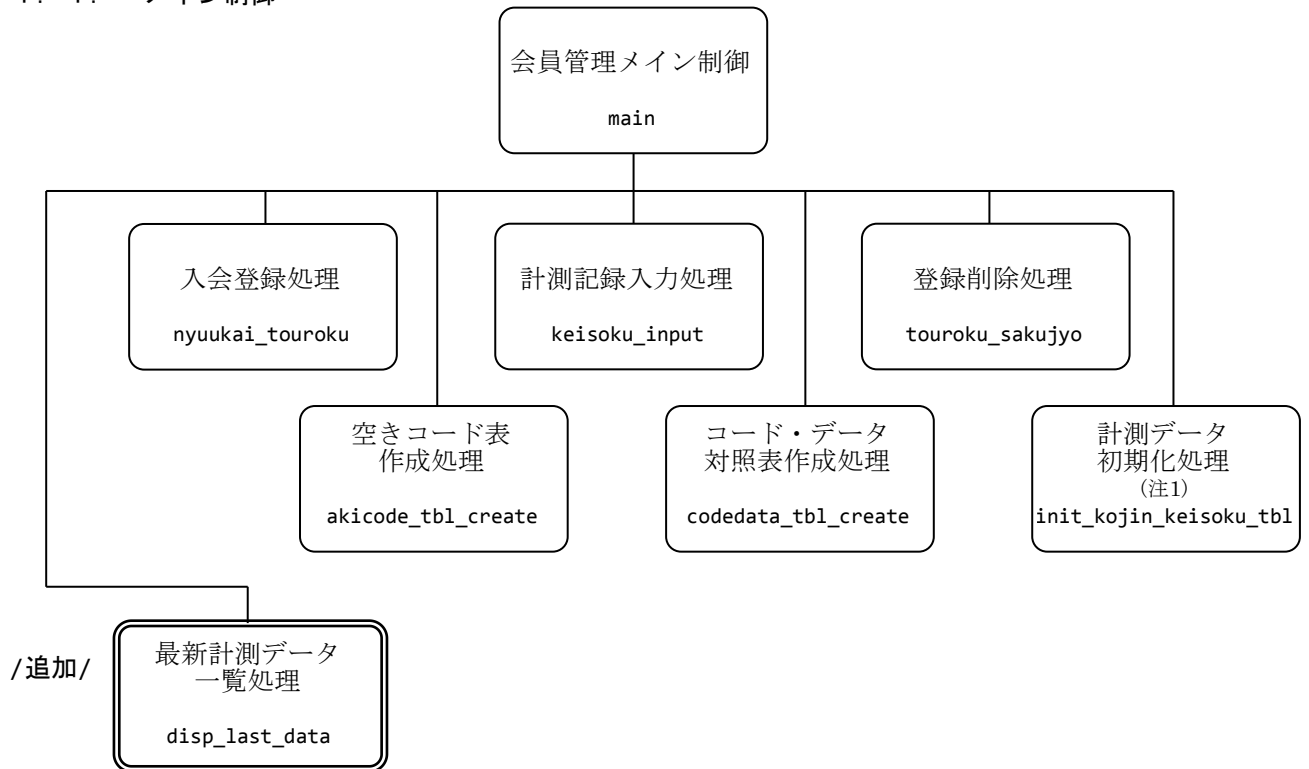 会員管理メイン制御
main
入会登録処理
nyuukai_touroku
計測記録入力処理
keisoku_input
登録削除処理
touroku_sakujyo
空きコード表
作成処理
akicode_tbl_create
コード・データ
対照表作成処理
codedata_tbl_create
計測データ
初期化処理
(注1)
init_kojin_keisoku_tbl
/追加/
最新計測データ
一覧処理
disp_last_data